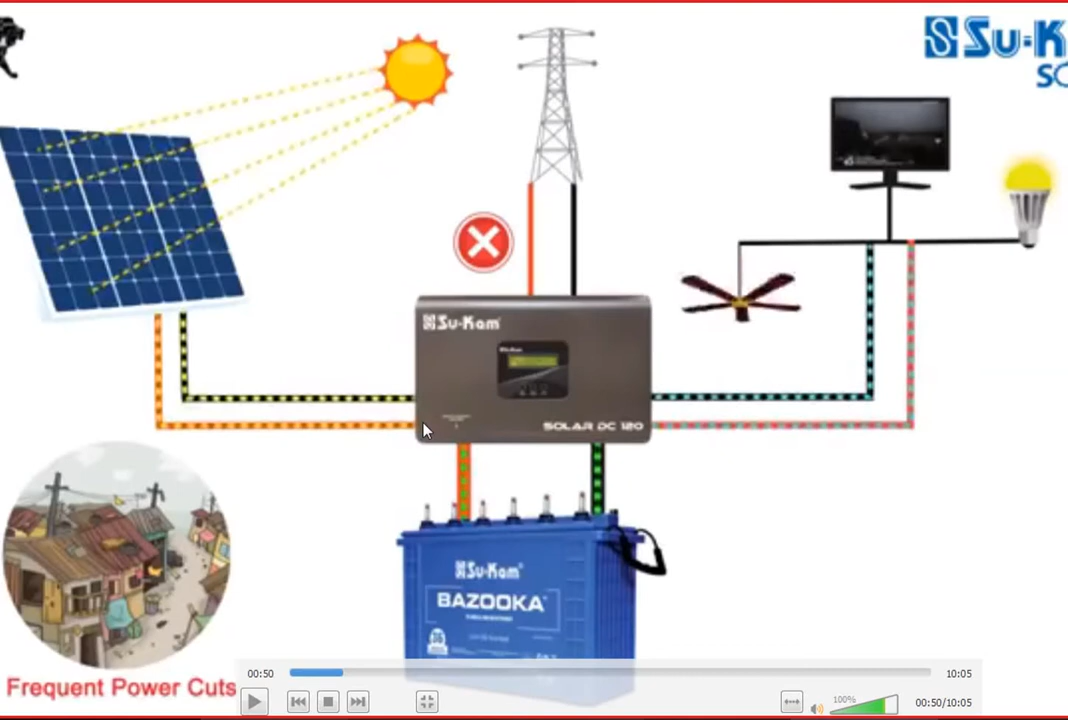 Su-K
SO
Su-Kam
SOLAR DC 120
Su-Kam
BAZOOKA
Frequent Power Cuts
00:50
10:05
100%
00:50/10:05